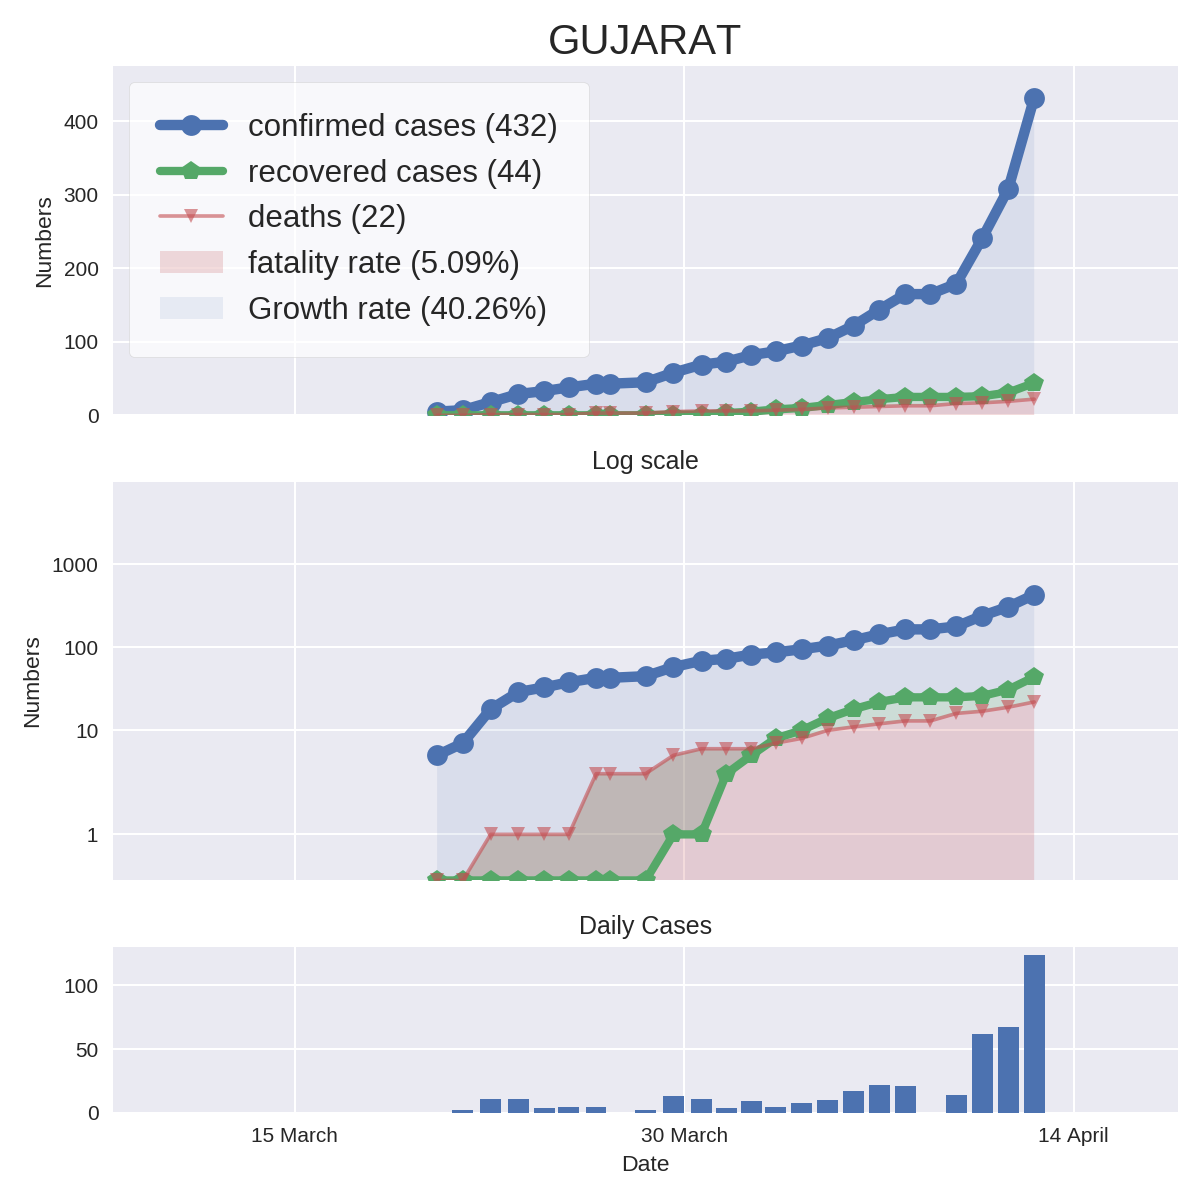 GUJARAT
confirmed cases (432)
recovered cases (44)
deaths (22)
fatality rate (5.09%)
Growth rate (40.26%)
Numbers
400
300
200
100
0
Log scale
Numbers
1000
100
10
1
Daily Cases
100
50
0
15 March
30 March
14 April
Date